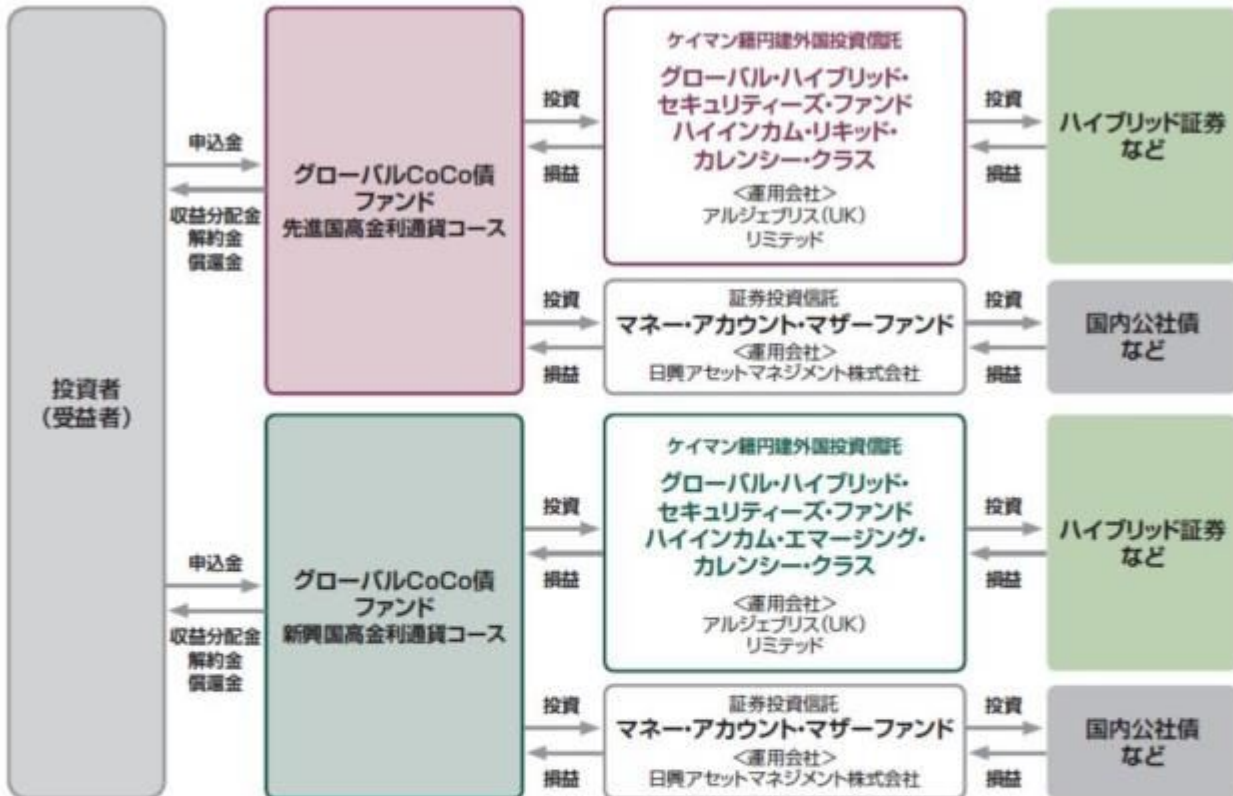 投資者
（受益者）
申込金
収益分配金
解約金
償還金
グローバルCoCo債
ファンド
先進国高金利通貨コース
投資
損益
ケイマン籍円建外国投資信託
グローバル・ハイブリッド・
セキュリティーズ・ファンド
ハイインカム・リキッド・
カレンシー・クラス
＜運用会社＞
アルジェブリス（UK）
リミテッド
投資
損益
ハイブリッド証券
など
投資
損益
証券投資信託
マネー・アカウント・マザーファンド
＜運用会社＞
日興アセットマネジメント株式会社
投資
損益
国内公社債
など
申込金
収益分配金
解約金
償還金
グローバルCoCo債
ファンド
新興国高金利通貨コース
投資
損益
ケイマン籍円建外国投資信託
グローバル・ハイブリッド・
セキュリティーズ・ファンド
ハイインカム・エマージング・
カレンシー・クラス
＜運用会社＞
アルジェブリス（UK）
リミテッド
投資
損益
ハイブリッド証券
など
投資
損益
証券投資信託
マネー・アカウント・マザーファンド
＜運用会社＞
日興アセットマネジメント株式会社
投資
損益
国内公社債
など